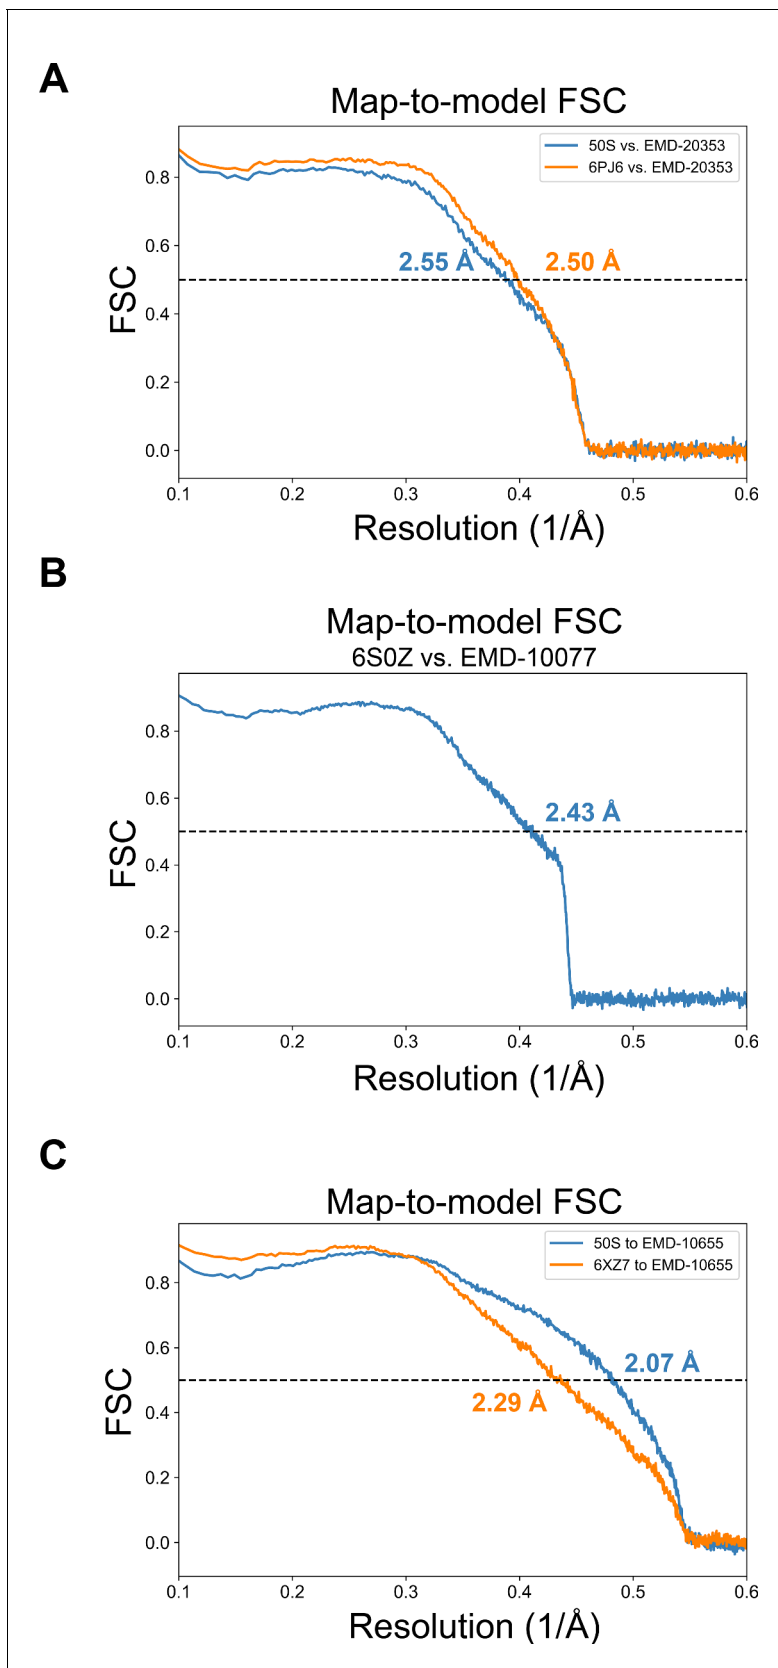 A
Map-to-model FSC
50S vs. EMD-20353
6PJ6 vs. EMD-20353
0.8
0.6
2.55 Å
2.50 Å
FSC
0.4
0.2
0.0
0.1
0.2
0.3
0.4
0.5
0.6
Resolution (1/Å)
B
Map-to-model FSC
6S0Z vs. EMD-10077
0.8
0.6
2.43 Å
FSC
0.4
0.2
0.0
0.1
0.2
0.3
0.4
0.5
0.6
Resolution (1/Å)
C
Map-to-model FSC
50S to EMD-10655
6XZ7 to EMD-10655
0.8
0.6
2.07 Å
2.29 Å
FSC
0.4
0.2
0.0
0.1
0.2
0.3
0.4
0.5
0.6
Resolution (1/Å)